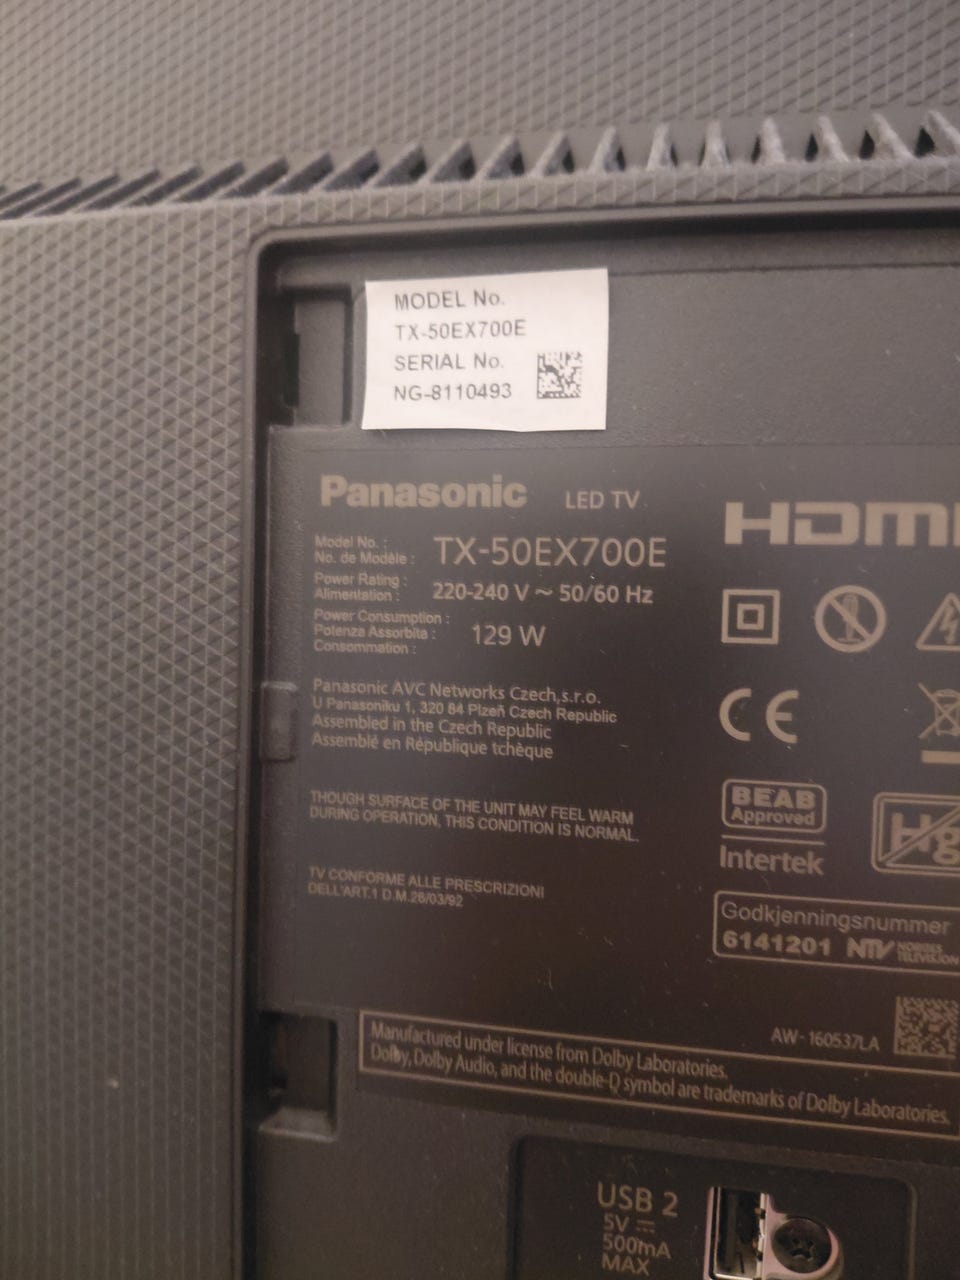 MODEL No.
TX-50EX700E
SERIAL No.
NG-8110493
Panasonic LED TV
HDMI
Model No. :
No. de Modèle : TX-50EX700E
Power Rating :
Alimentation : 220-240 V ~ 50/60 Hz
Power Consumption :
Potenza Assorbita : 129 W
Consommation :
Panasonic AVC Networks Czech,s.r.o.
U Panasoniku 1, 320 84 Plzeň Czech Republic
Assembled in the Czech Republic
Assemblé en République tchèque
CE
THOUGH SURFACE OF THE UNIT MAY FEEL WARM
DURING OPERATION, THIS CONDITION IS NORMAL.
BEAB
Approved
Intertek
Hg
TV CONFORME ALLE PRESCRIZIONI
DELL'ART.1 D.M.26/03/92
Godkjenningsnummer
6141201 NTV NORGES
TELEVISJON
AW-160537LA
Manufactured under license from Dolby Laboratories.
Dolby, Dolby Audio, and the double-D symbol are trademarks of Dolby Laboratories.
USB 2
5V
500mA
MAX